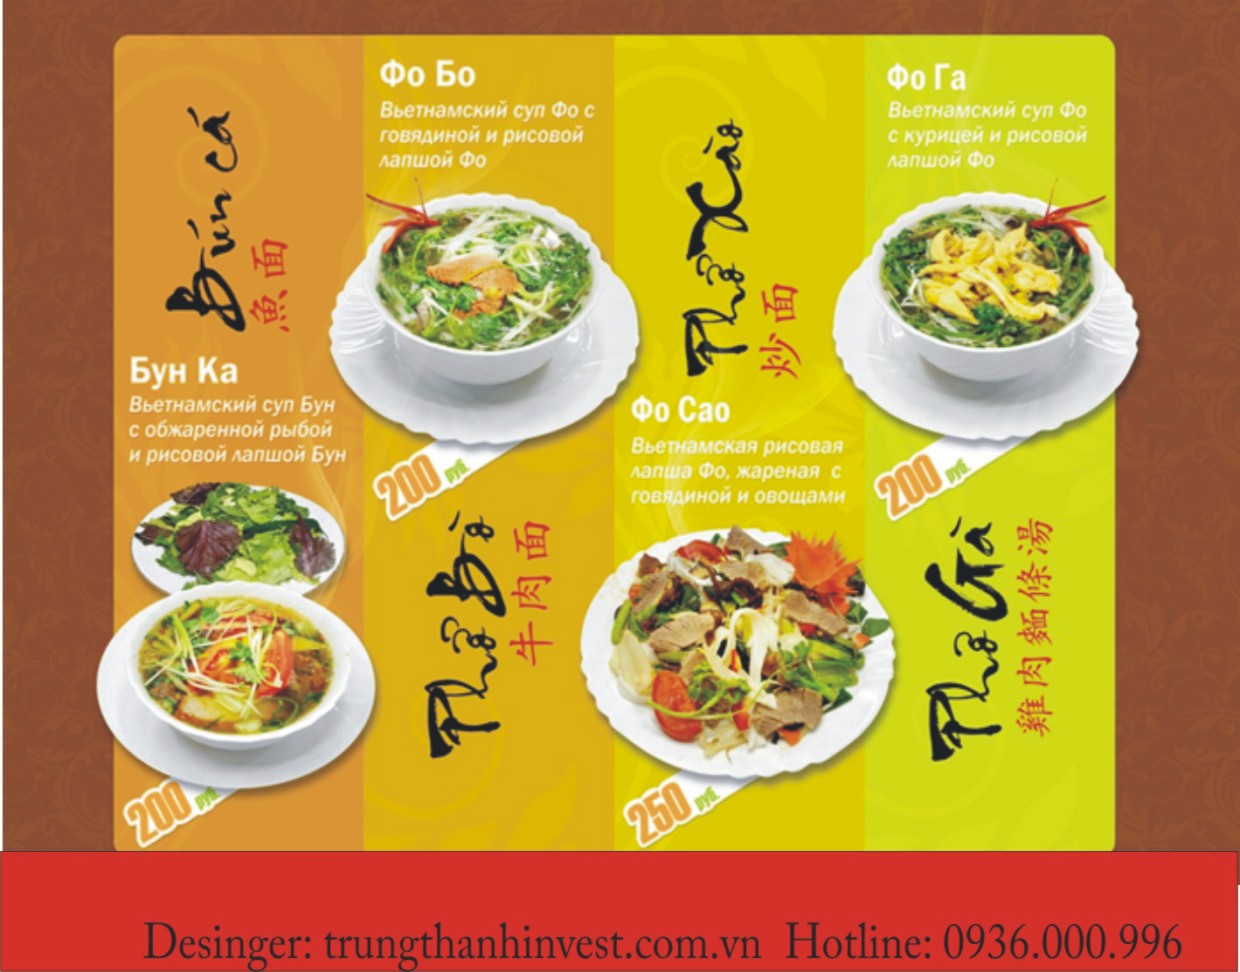 Bún cá
魚面
Бун Ка
Вьетнамский суп Бун
с обжаренной рыбой
и рисовой лапшой Бун
200 руб.
Фо Бо
Вьетнамский суп Фо с
говядиной и рисовой
лапшой Фо
200 руб.
Phở Bò
牛肉面
Phở Xáo
炒面
Фо Сао
Вьетнамская рисовая
лапша Фо, жареная с
говядиной и овощами
250 руб.
Фо Га
Вьетнамский суп Фо
с курицей и рисовой
лапшой Фо
200 руб.
Phở Gà
雞肉麵條湯
Desinger: trungthanhinvest.com.vn Hotline: 0936.000.996